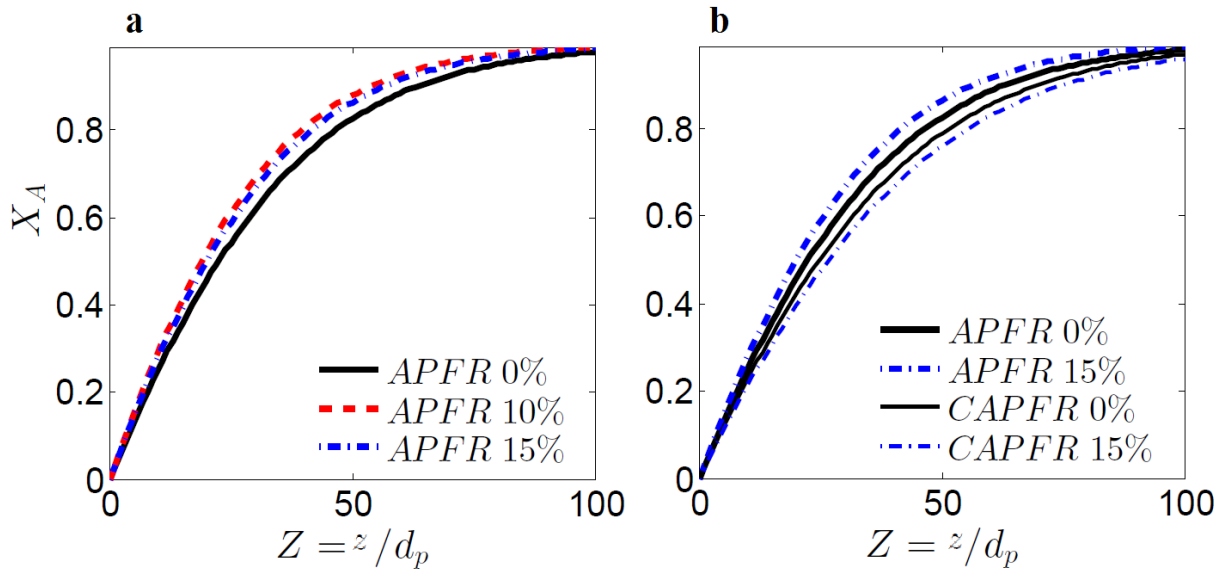 a
X_A
0.8
0.6
0.4
0.2
0
0 50 100
Z = z/d_p
APFR 0%
APFR 10%
APFR 15%
b
0.8
0.6
0.4
0.2
0
0 50 100
Z = z/d_p
APFR 0%
APFR 15%
CAPFR 0%
CAPFR 15%